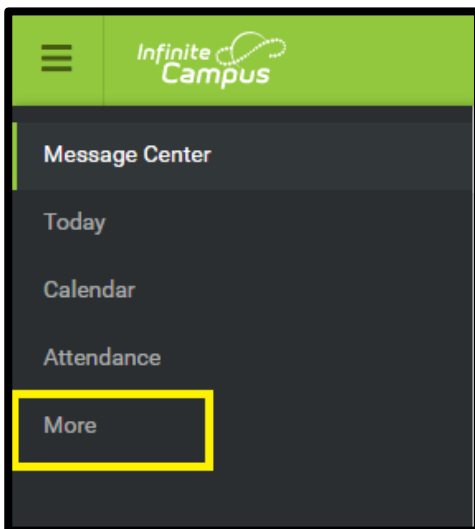 Infinite
Campus
Message Center
Today
Calendar
Attendance
More